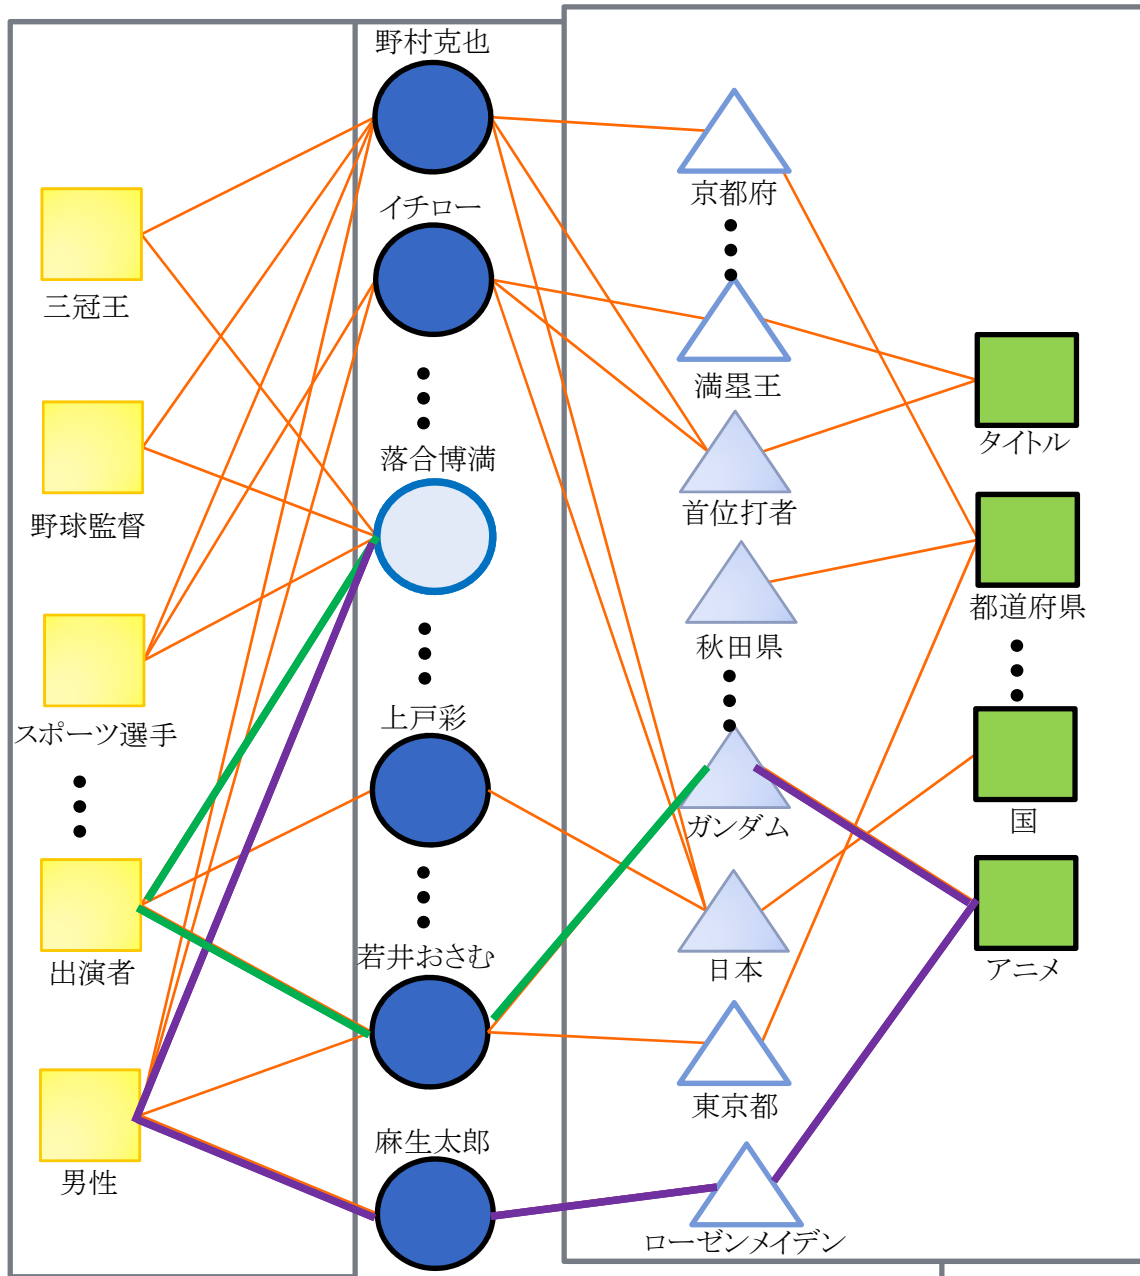 三冠王
野球監督
スポーツ選手
出演者
男性
野村克也
イチロー
落合博満
上戸彩
若井おさむ
麻生太郎
京都府
満塁王
首位打者
秋田県
ガンダム
日本
東京都
ローゼンメイデン
タイトル
都道府県
国
アニメ